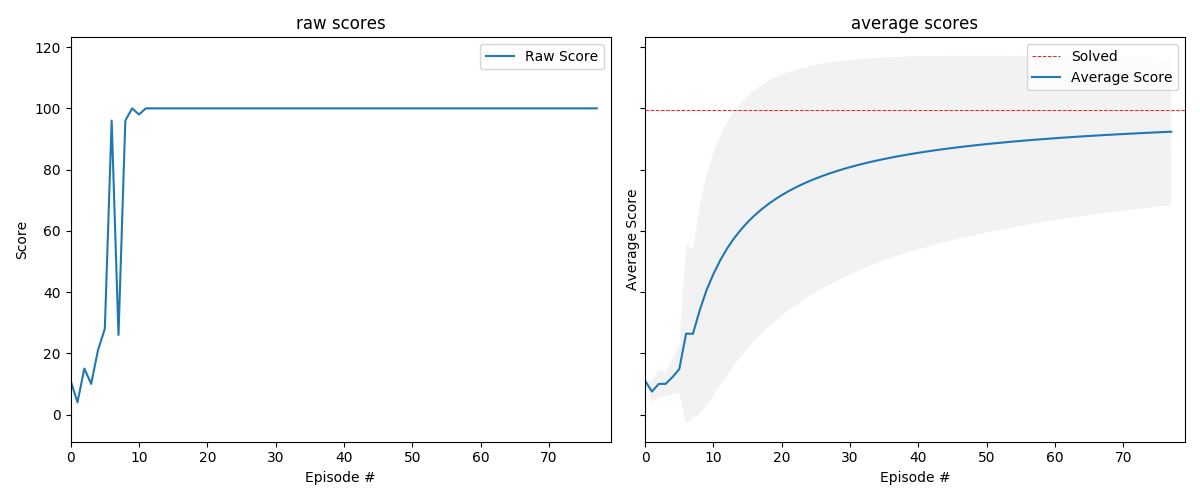 raw scores
Raw Score
Score
120
100
80
60
40
20
0
0 10 20 30 40 50 60 70
Episode #
average scores
Solved
Average Score
Average Score
0 10 20 30 40 50 60 70
Episode #